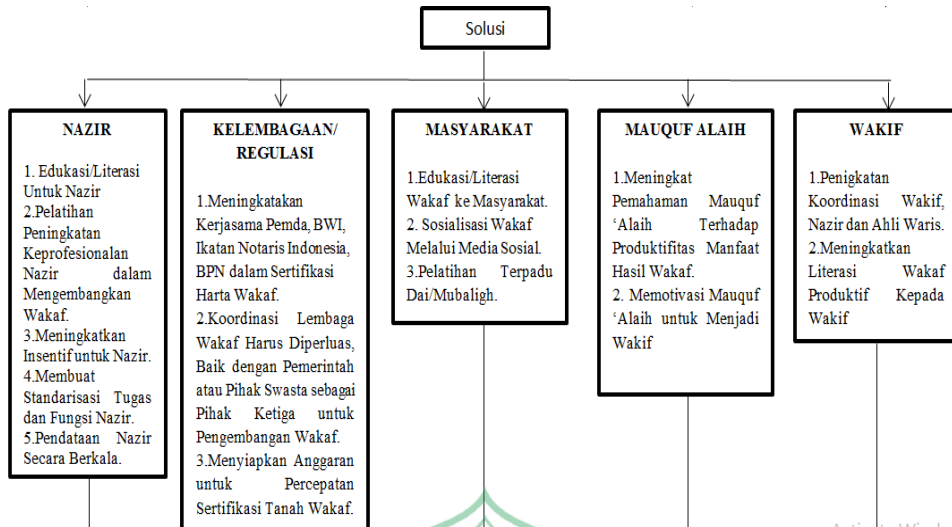 Solusi
NAZIR
1. Edukasi/Literasi
Untuk Nazir
2.Pelatihan
Peningkatan
Keprofesionalan
Nazir dalam
Mengembangkan
Wakaf.
3.Meningkatkan
Insentif untuk Nazir.
4.Membuat
Standarisasi Tugas
dan Fungsi Nazir.
5.Pendataan Nazir
Secara Berkala.
KELEMBAGAAN/
REGULASI
1.Meningkatakan
Kerjasama Pemda, BWI,
Ikatan Notaris Indonesia,
BPN dalam Sertifikasi
Harta Wakaf.
2.Koordinasi Lembaga
Wakaf Harus Diperluas,
Baik dengan Pemerintah
atau Pihak Swasta sebagai
Pihak Ketiga untuk
Pengembangan Wakaf.
3.Menyiapkan Anggaran
untuk Percepatan
Sertifikasi Tanah Wakaf.
MASYARAKAT
1.Edukasi/Literasi
Wakaf ke Masyarakat.
2. Sosialisasi Wakaf
Melalui Media Sosial.
3.Pelatihan Terpadu
Dai/Mubaligh.
MAUQUF ALAIH
1.Meningkat
Pemahaman Mauquf
‘Alaih Terhadap
Produktifitas Manfaat
Hasil Wakaf.
2. Memotivasi Mauquf
‘Alaih untuk Menjadi
Wakif
WAKIF
1.Penigkatan
Koordinasi Wakif,
Nazir dan Ahli Waris.
2.Meningkatkan
Literasi Wakaf
Produktif Kepada
Wakif